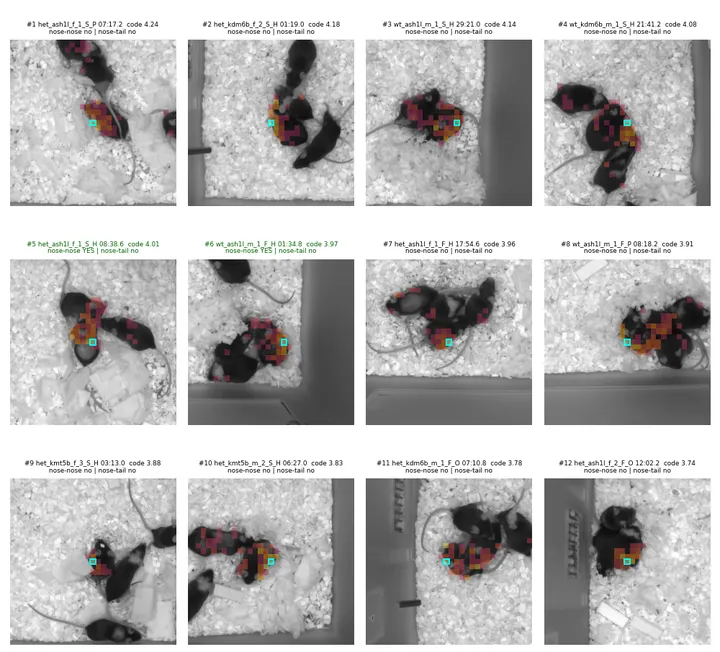 #1 het_ash1l_f_1_S_P 07:17.2  code 4.24
nose-nose no | nose-tail no
#2 het_kdm6b_f_2_S_H 01:19.0  code 4.18
nose-nose no | nose-tail no
#3 wt_ash1l_m_1_S_H 29:21.0  code 4.14
nose-nose no | nose-tail no
#4 wt_kdm6b_m_1_S_H 21:41.2  code 4.08
nose-nose no | nose-tail no
#5 het_ash1l_f_1_S_H 08:38.6  code 4.01
nose-nose YES | nose-tail no
#6 wt_ash1l_m_1_F_H 01:34.8  code 3.97
nose-nose YES | nose-tail no
#7 het_ash1l_f_1_F_H 17:54.6  code 3.96
nose-nose no | nose-tail no
#8 wt_ash1l_m_1_F_P 08:18.2  code 3.91
nose-nose no | nose-tail no
#9 het_kmt5b_f_3_S_H 03:13.0  code 3.88
nose-nose no | nose-tail no
#10 het_kmt5b_m_2_S_H 06:27.0  code 3.83
nose-nose no | nose-tail no
#11 het_kdm6b_m_1_F_O 07:10.8  code 3.78
nose-nose no | nose-tail no
#12 het_ash1l_f_2_F_O 12:02.2  code 3.74
nose-nose no | nose-tail no